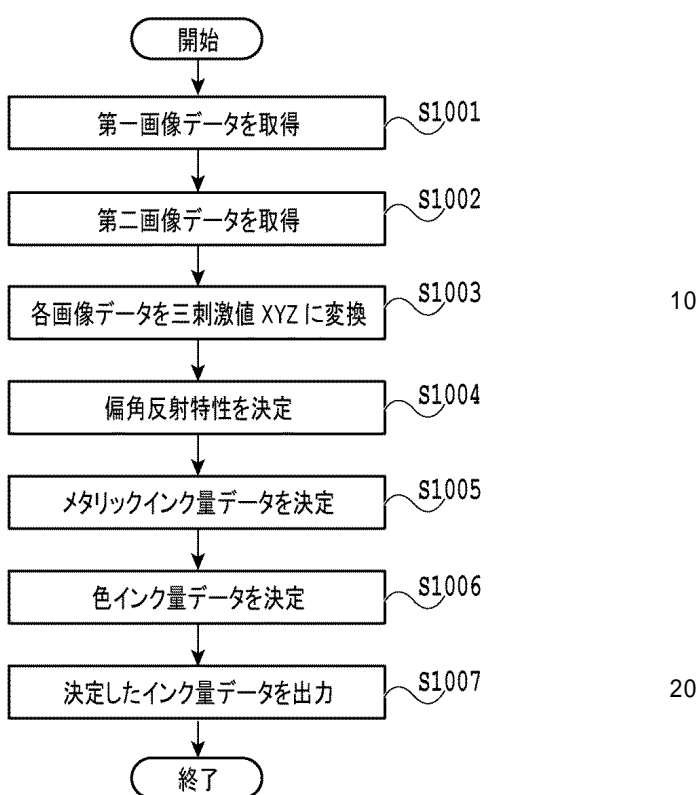 開始
第一画像データを取得
S1001
第二画像データを取得
S1002
各画像データを三刺激値 XYZ に変換
S1003
10
偏角反射特性を決定
S1004
メタリックインク量データを決定
S1005
色インク量データを決定
S1006
決定したインク量データを出力
S1007
20
終了